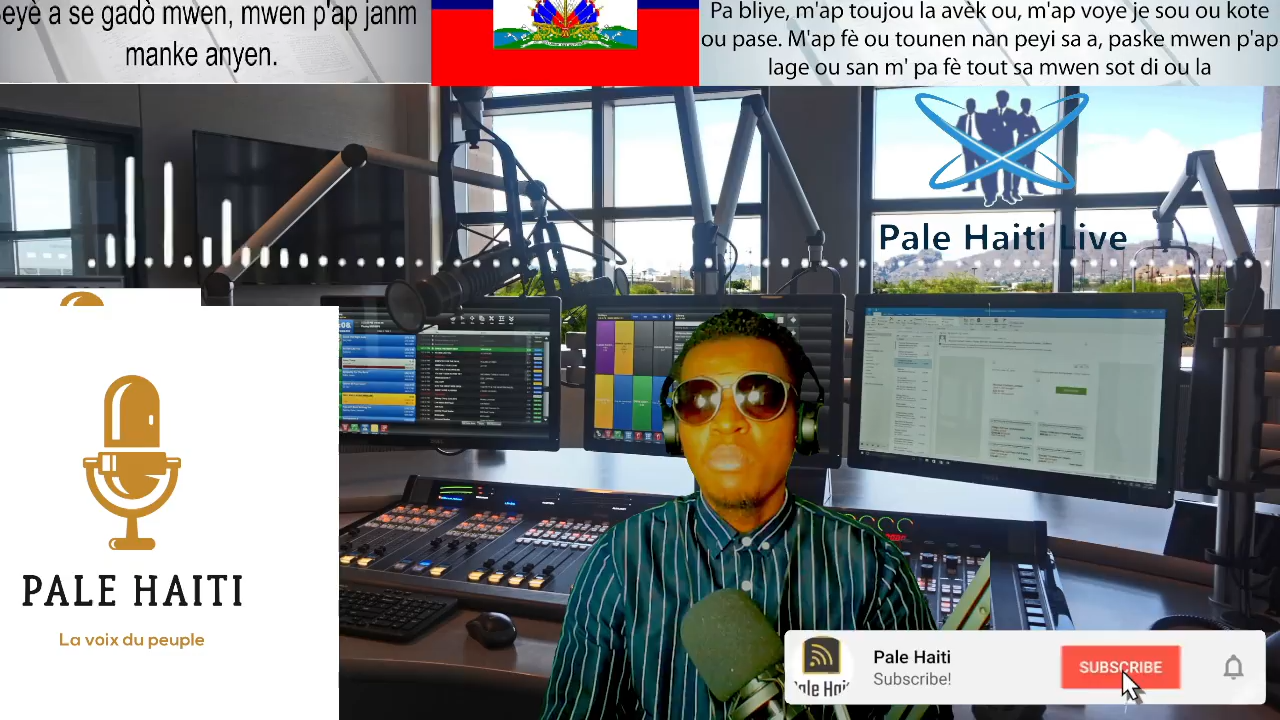 eyè a se gadò mwen, mwen p'ap janm
manke anyen.
Pa bliye, m'ap toujou la avèk ou, m'ap voye je sou ou kote
ou pase. M'ap fè ou tounen nan peyi sa a, paske mwen p'ap
lage ou san m' pa fè tout sa mwen sot di ou la
Pale Haiti Live
PALE HAITI
La voix du peuple
Pale Haiti
Subscribe!
SUBSCRIBE